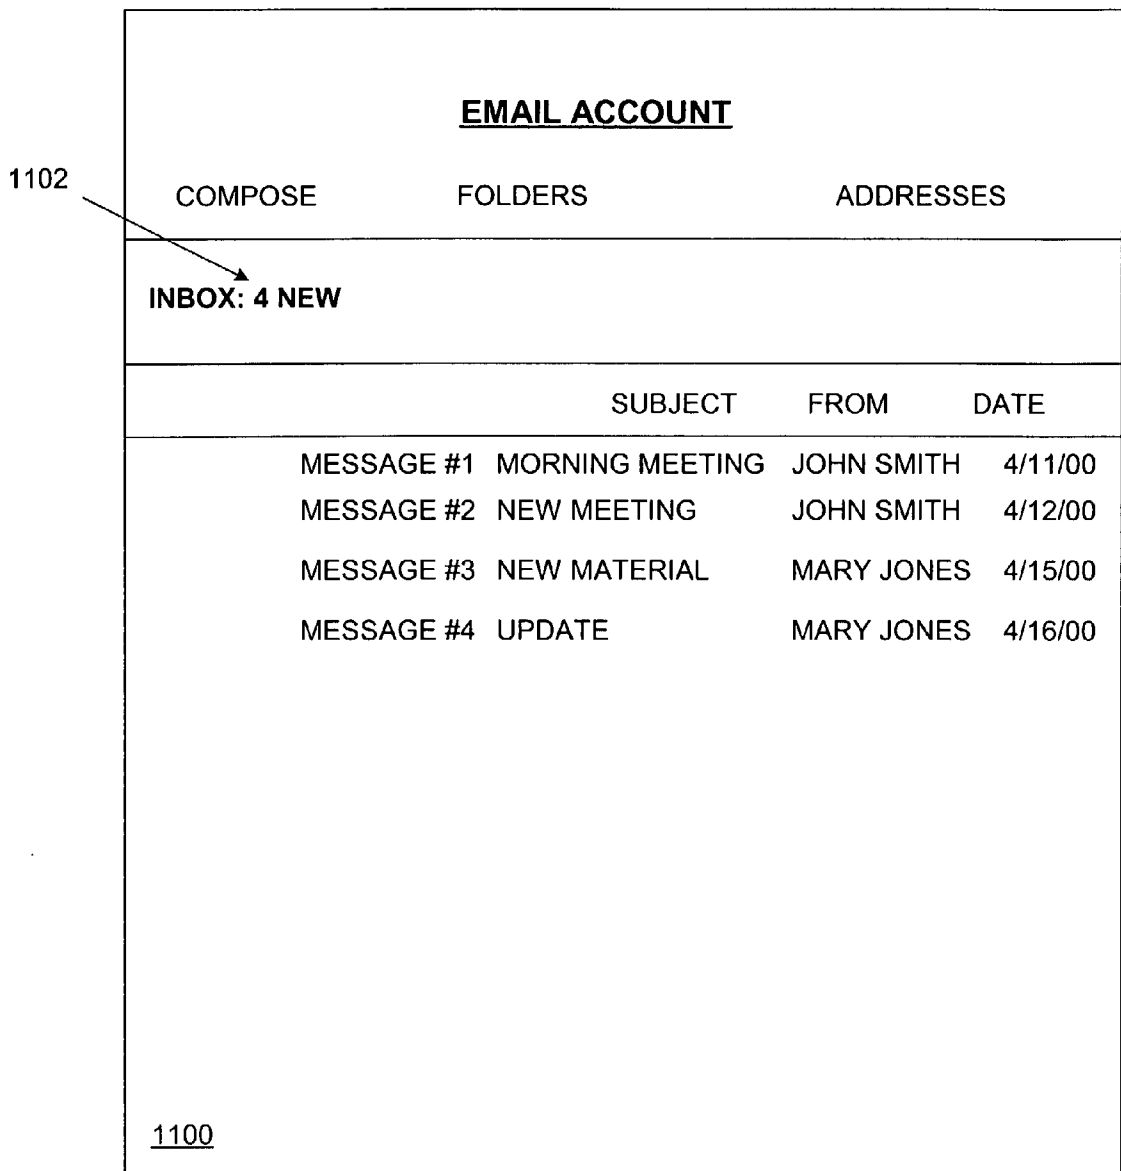 EMAIL ACCOUNT
1102
COMPOSE FOLDERS ADDRESSES
INBOX: 4 NEW
SUBJECT FROM DATE
MESSAGE #1 MORNING MEETING JOHN SMITH 4/11/00
MESSAGE #2 NEW MEETING JOHN SMITH 4/12/00
MESSAGE #3 NEW MATERIAL MARY JONES 4/15/00
MESSAGE #4 UPDATE MARY JONES 4/16/00
1100